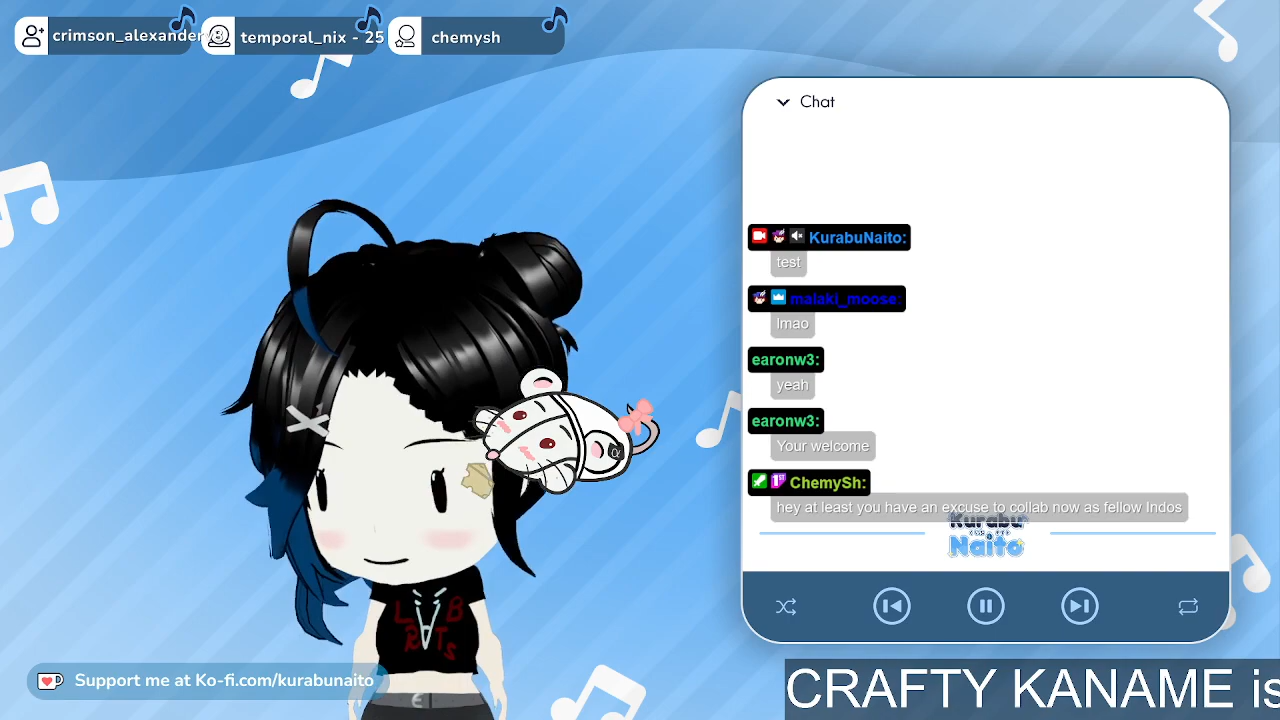 crimson_alexander
temporal_nix - 25
chemysh
Chat
KurabuNaito:
test
malaki_moose:
lmao
earonw3:
yeah
earonw3:
Your welcome
ChemySh:
hey at least you have an excuse to collab now as fellow Indos
Kurabu
Naito
Support me at Ko-fi.com/kurabunaito
CRAFTY KANAME is